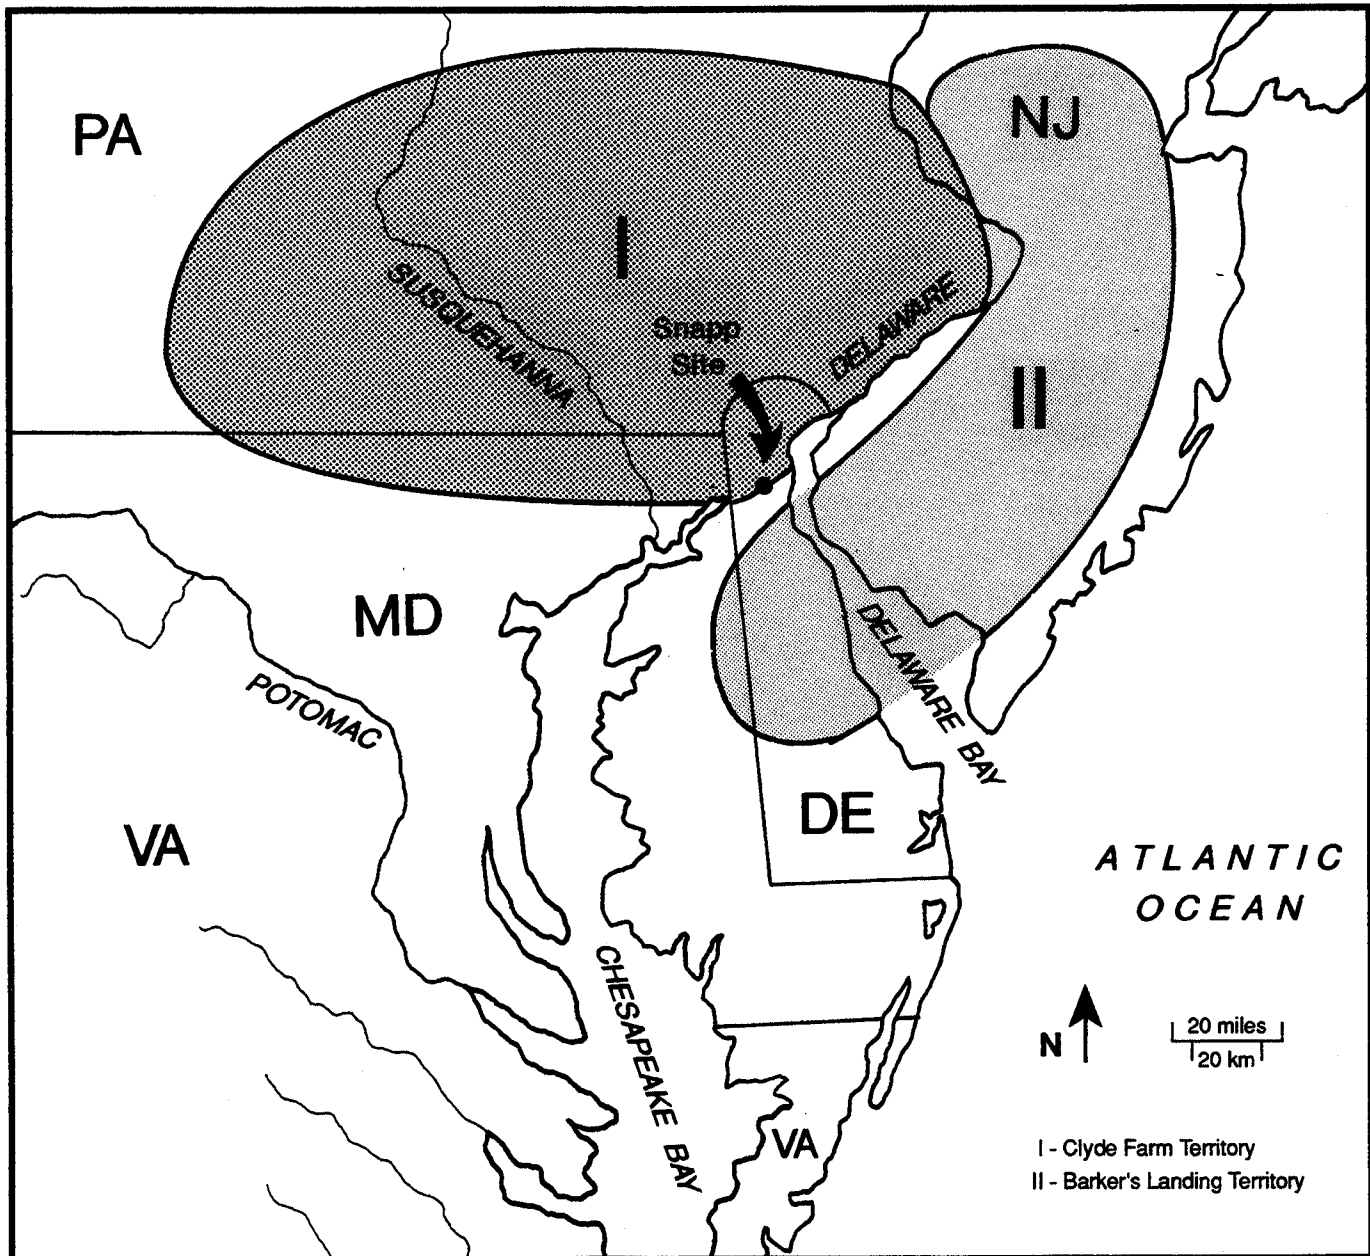 PA
NJ
I
SUSQUEHANNA
Snapp
Site
DELAWARE
II
MD
POTOMAC
DELAWARE BAY
VA
DE
ATLANTIC
OCEAN
CHESAPEAKE BAY
N
20 miles
20 km
VA
I - Clyde Farm Territory
II - Barker's Landing Territory